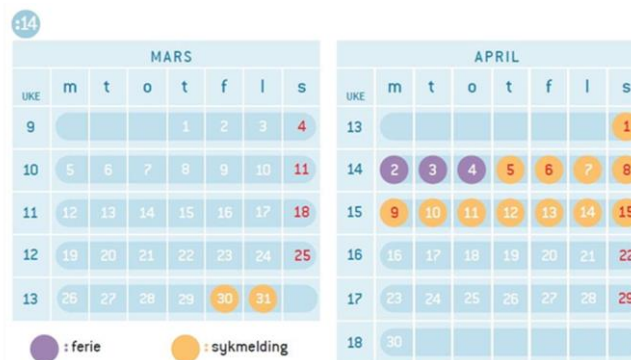 :14
MARS
UKE m t o t f l s
9 1 2 3 4
10 5 6 7 8 9 10 11
11 12 13 14 15 16 17 18
12 19 20 21 22 23 24 25
13 26 27 28 29 30 31
: ferie : sykmelding
APRIL
UKE m t o t f l s
13 1
14 2 3 4 5 6 7 8
15 9 10 11 12 13 14 15
16 16 17 18 19 20 21 22
17 23 24 25 26 27 28 29
18 30